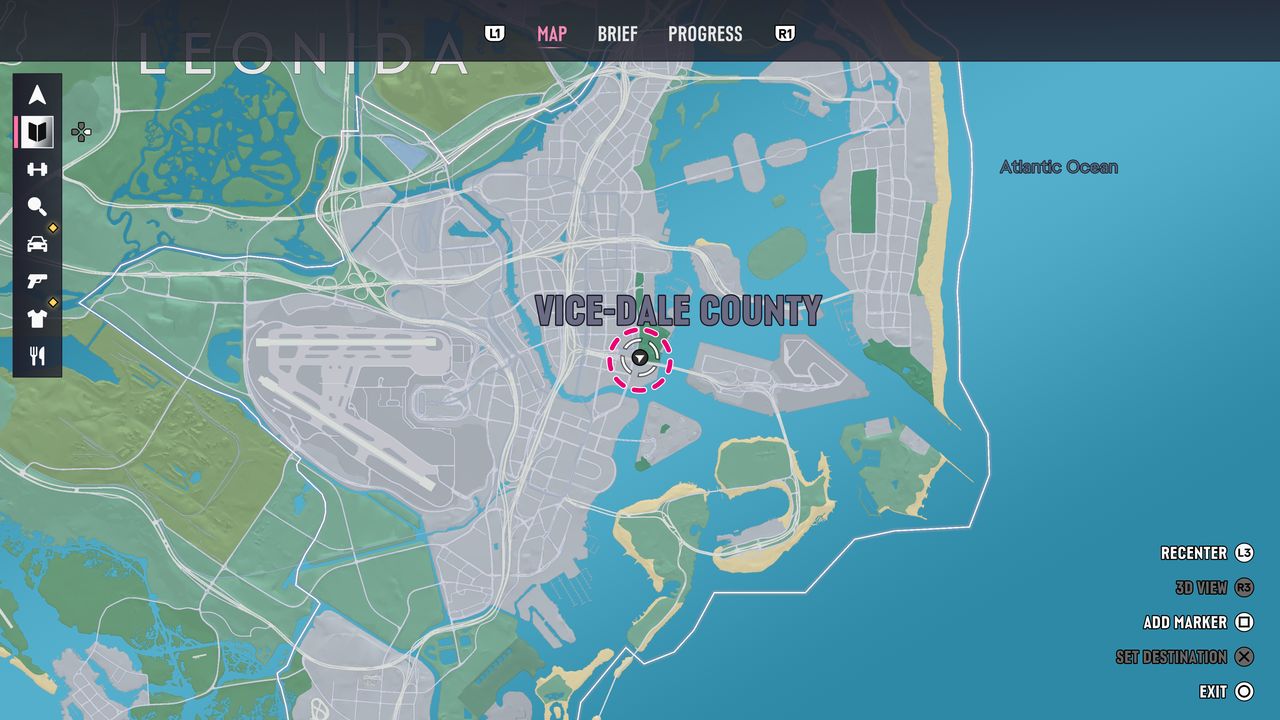 L1 MAP BRIEF PROGRESS R1
LEONIDA
Atlantic Ocean
VICE-DALE COUNTY
RECENTER L3
3D VIEW R3
ADD MARKER
SET DESTINATION
EXIT